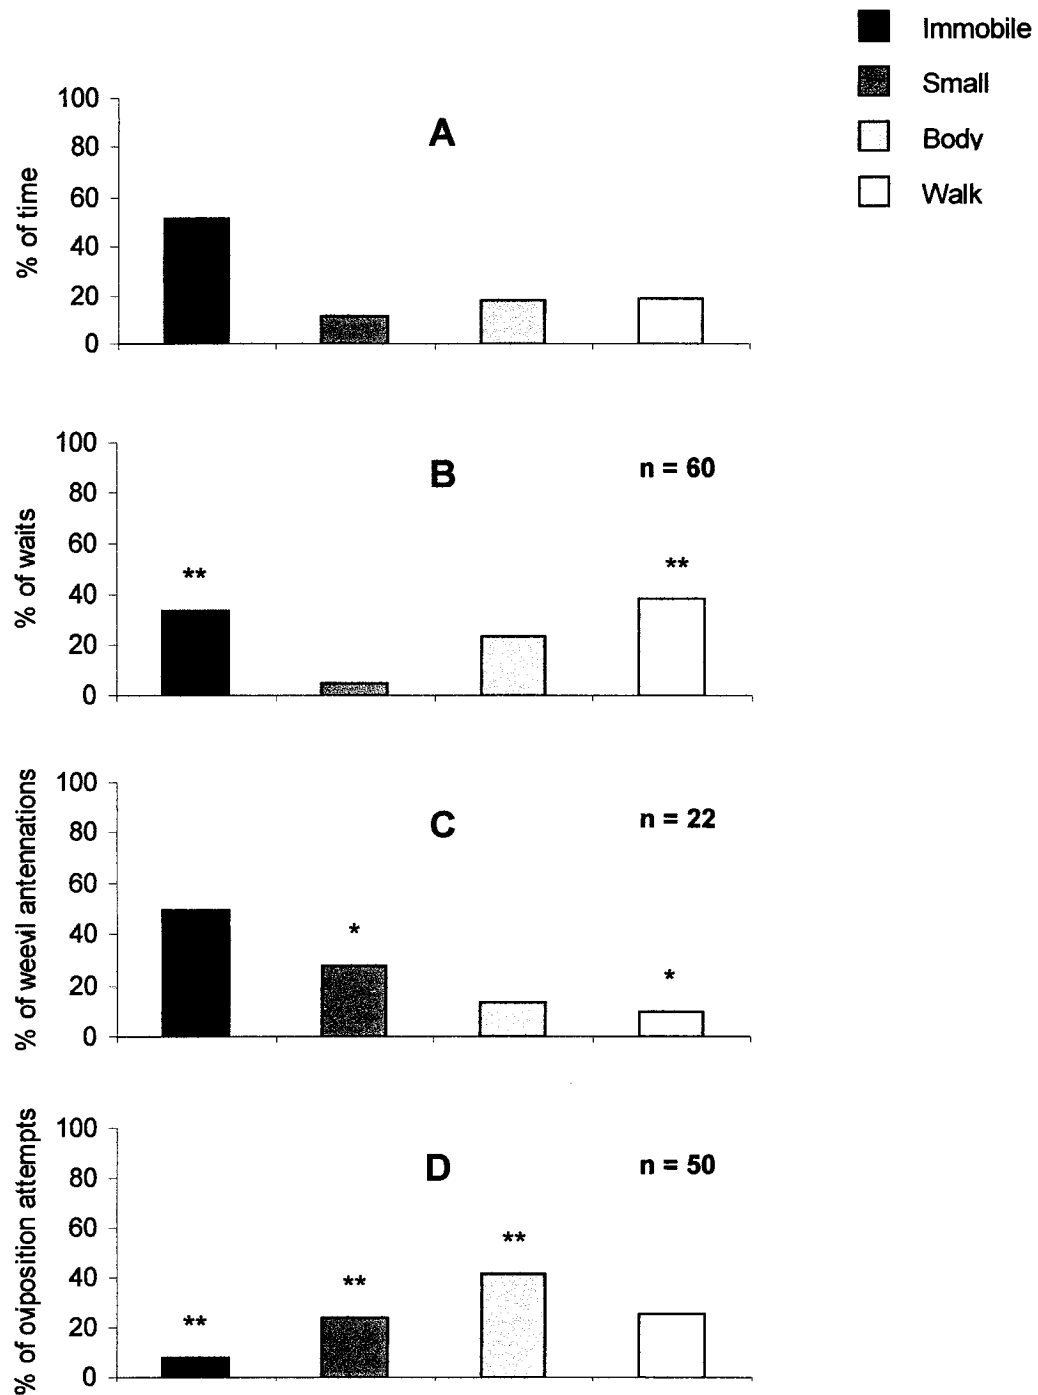 Immobile
Small
Body
Walk
A
% of time
100
80
60
40
20
0
B
n = 60
% of waits
100
80
60
40
20
0
**
**
C
n = 22
% of weevil antennations
100
80
60
40
20
0
*
*
D
n = 50
% of oviposition attempts
100
80
60
40
20
0
**
**
**